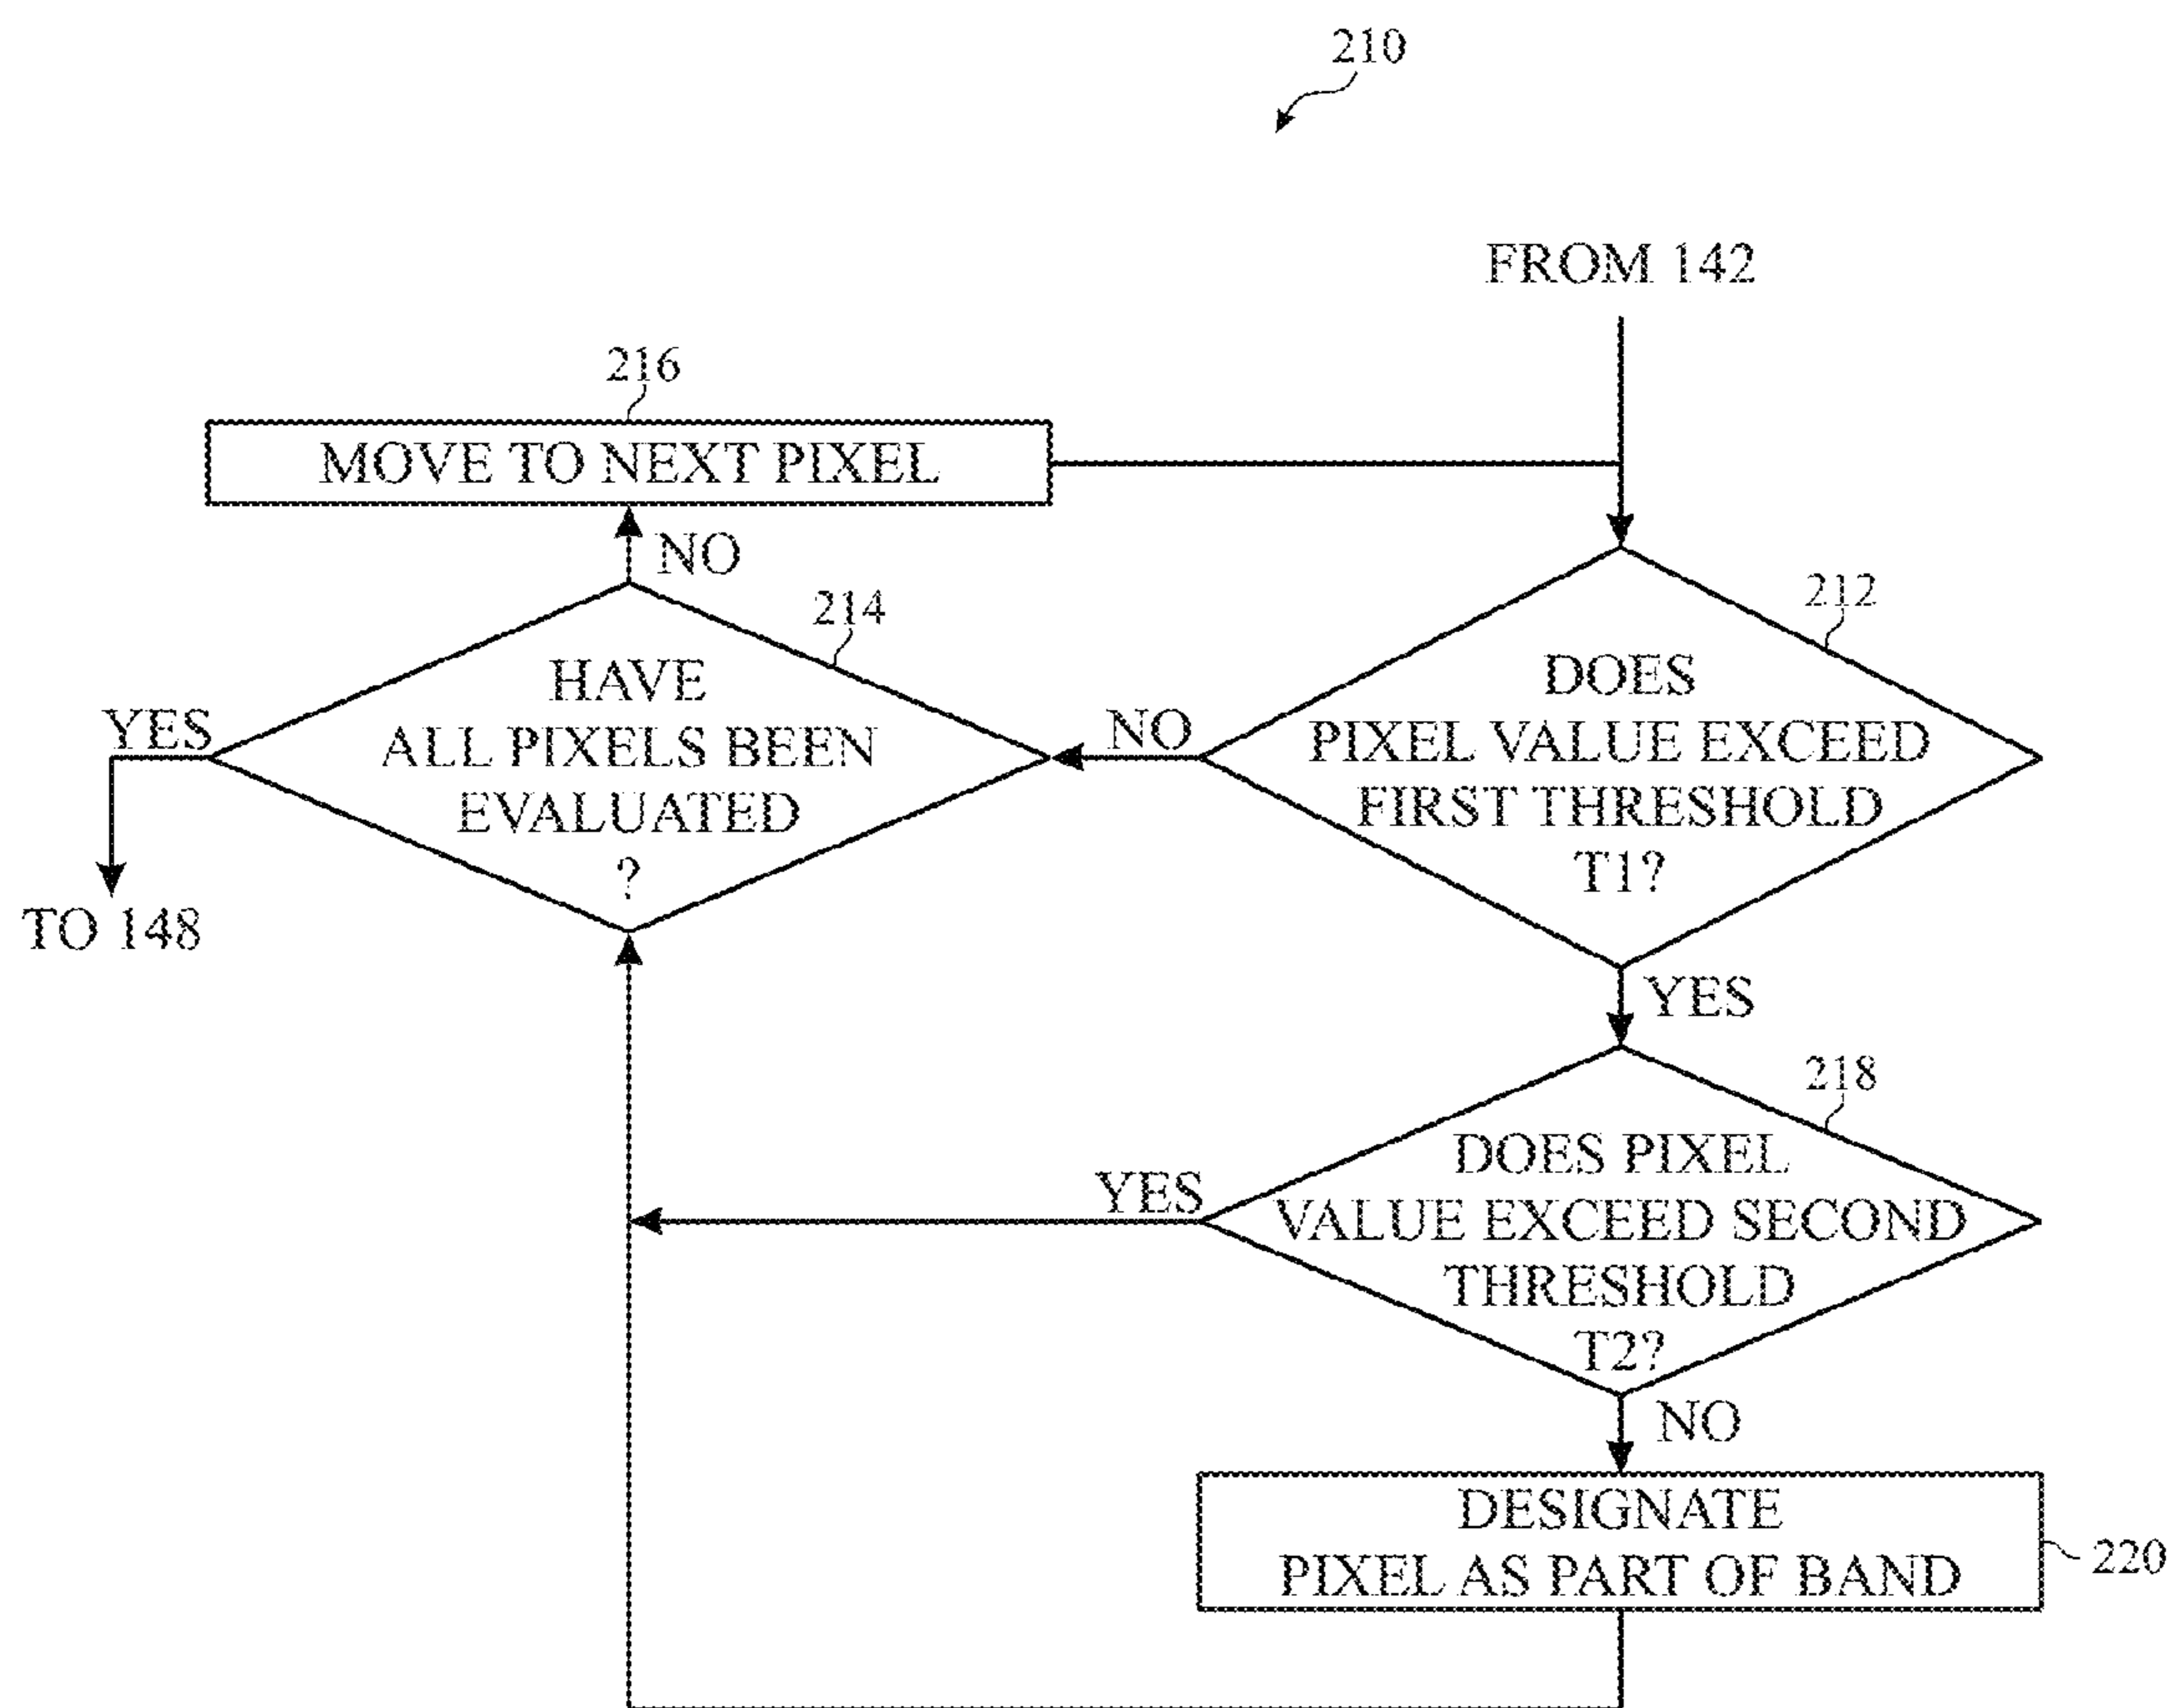 210
FROM 142
216
MOVE TO NEXT PIXEL
NO
214
HAVE
ALL PIXELS BEEN
EVALUATED
?
YES
TO 148
NO
212
DOES
PIXEL VALUE EXCEED
FIRST THRESHOLD
T1?
YES
218
DOES PIXEL
VALUE EXCEED SECOND
THRESHOLD
T2?
YES
NO
DESIGNATE
PIXEL AS PART OF BAND
220